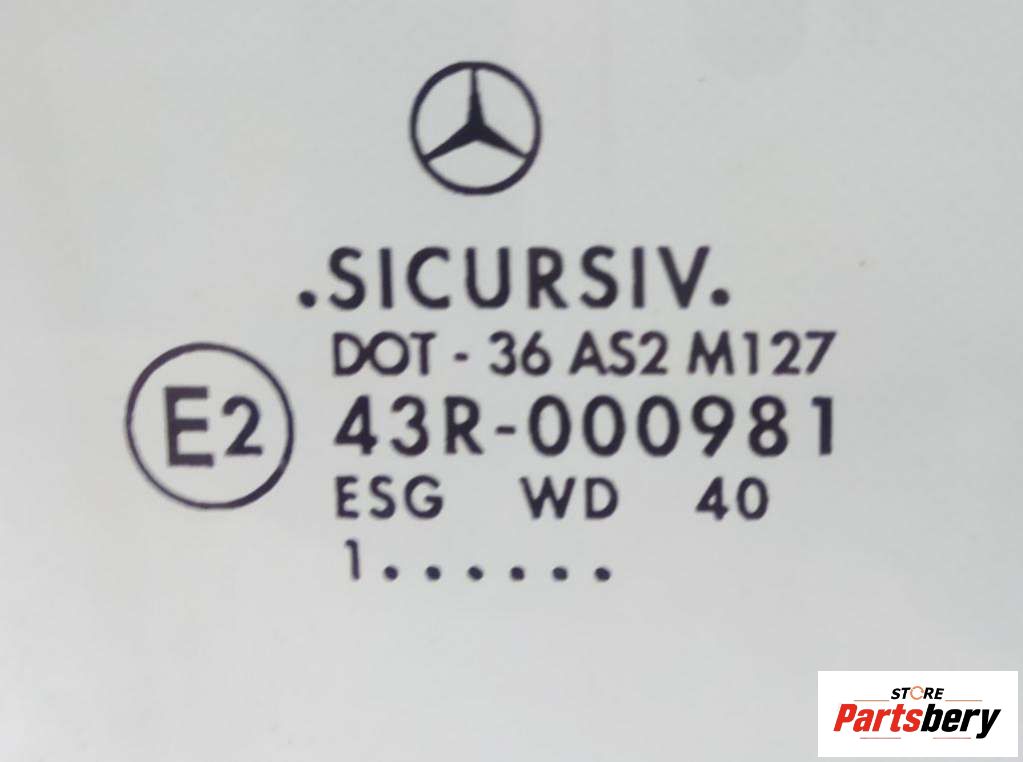 .SICURSIV.
DOT - 36 AS2 M127
E2
43R-000981
ESG WD 40
1......
STORE
Partsbery